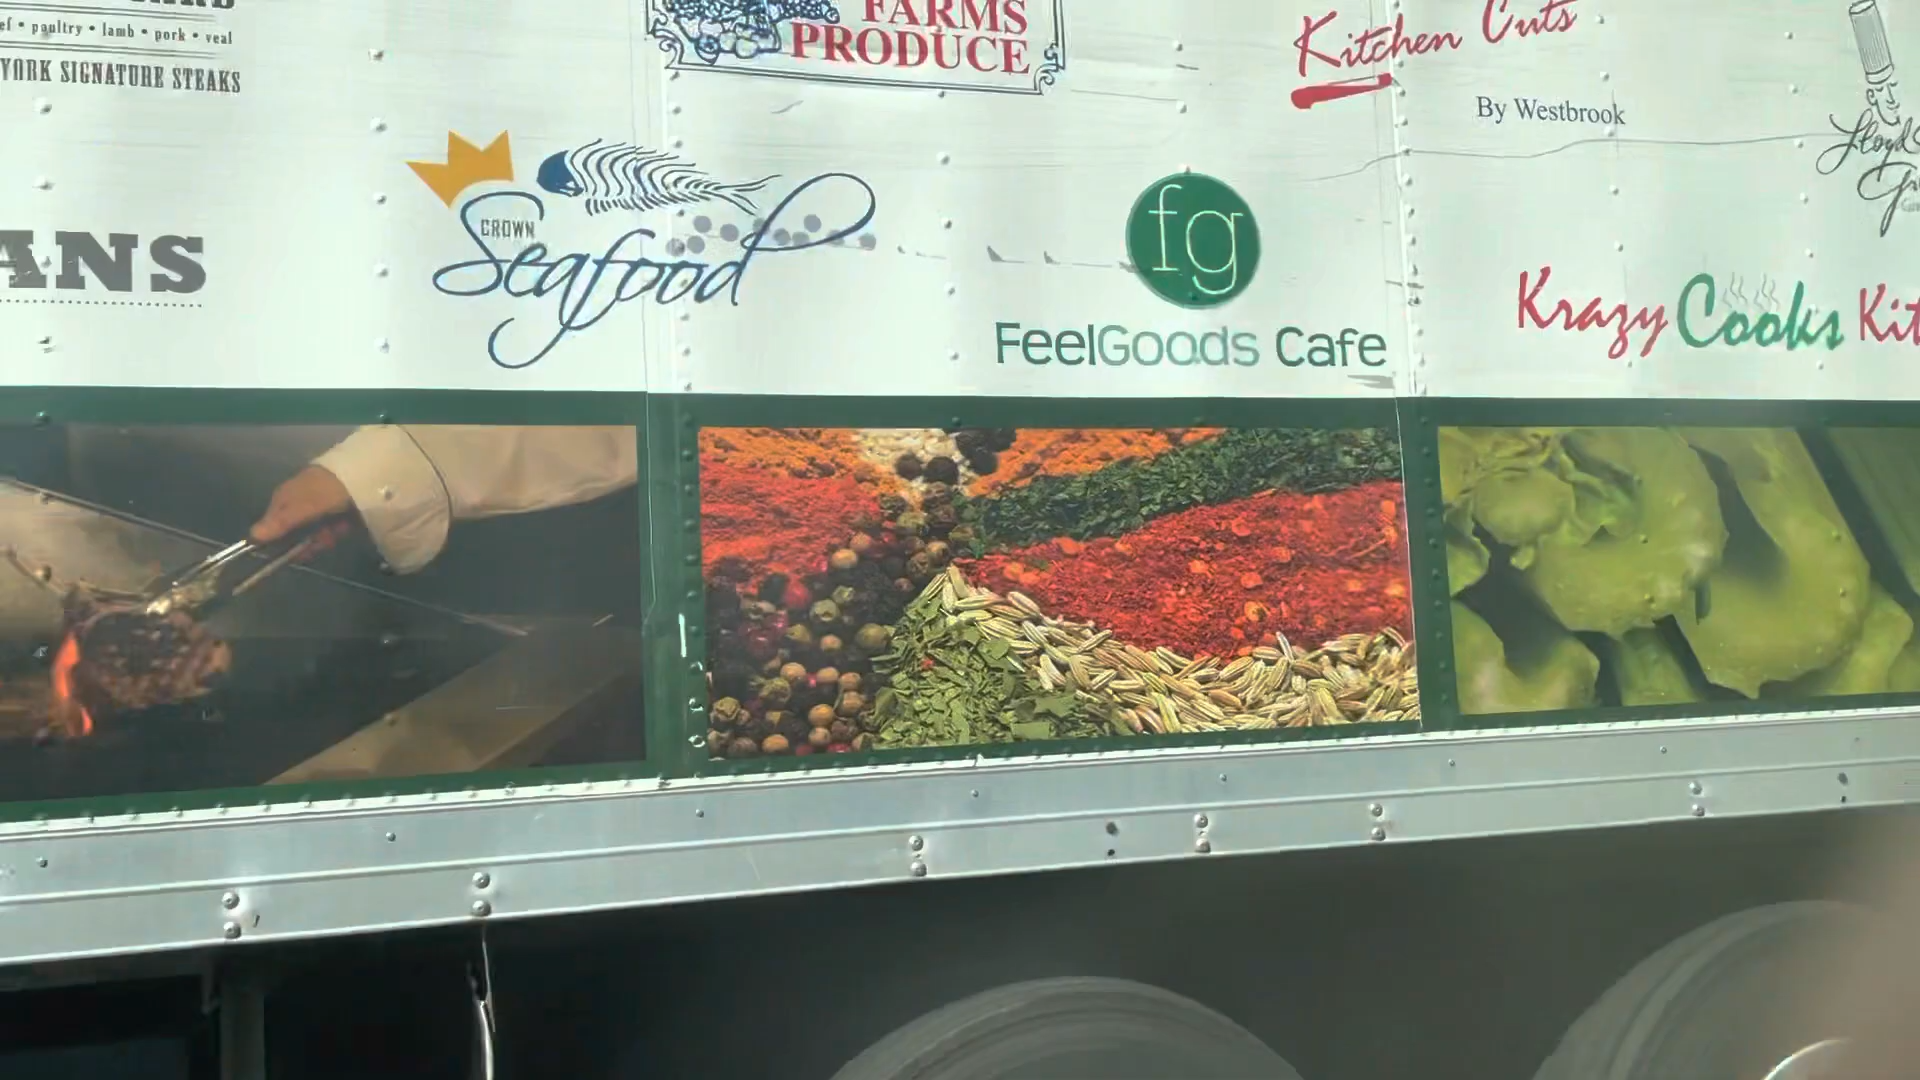 poultry • lamb • pork • veal
YORK SIGNATURE STEAKS
FARMS
PRODUCE
Kitchen Cuts
By Westbrook
CROWN
Seafood
fg
FeelGoods Cafe
Krazy Cooks